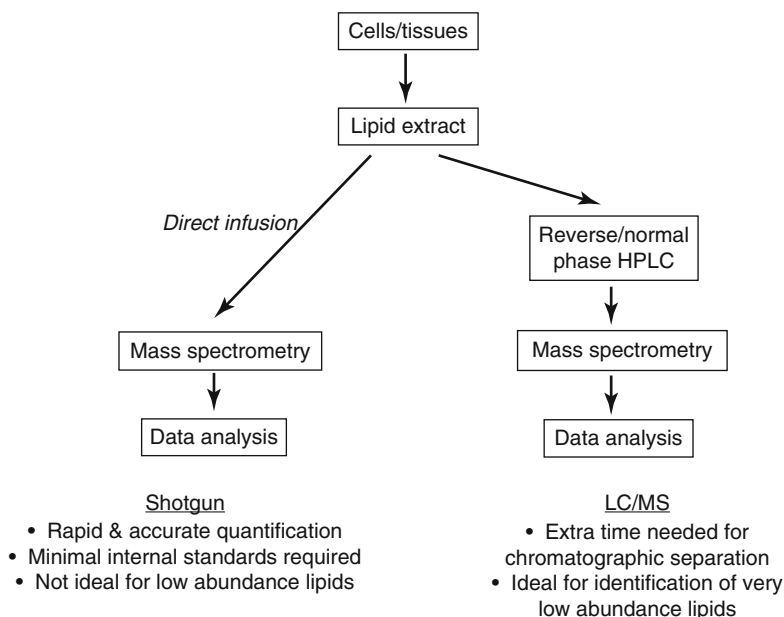 Cells/tissues
Lipid extract
Direct infusion
Reverse/normal
phase HPLC
Mass spectrometry
Mass spectrometry
Data analysis
Data analysis
Shotgun
• Rapid & accurate quantification
• Minimal internal standards required
• Not ideal for low abundance lipids
LC/MS
• Extra time needed for
chromatographic separation
• Ideal for identification of very
low abundance lipids